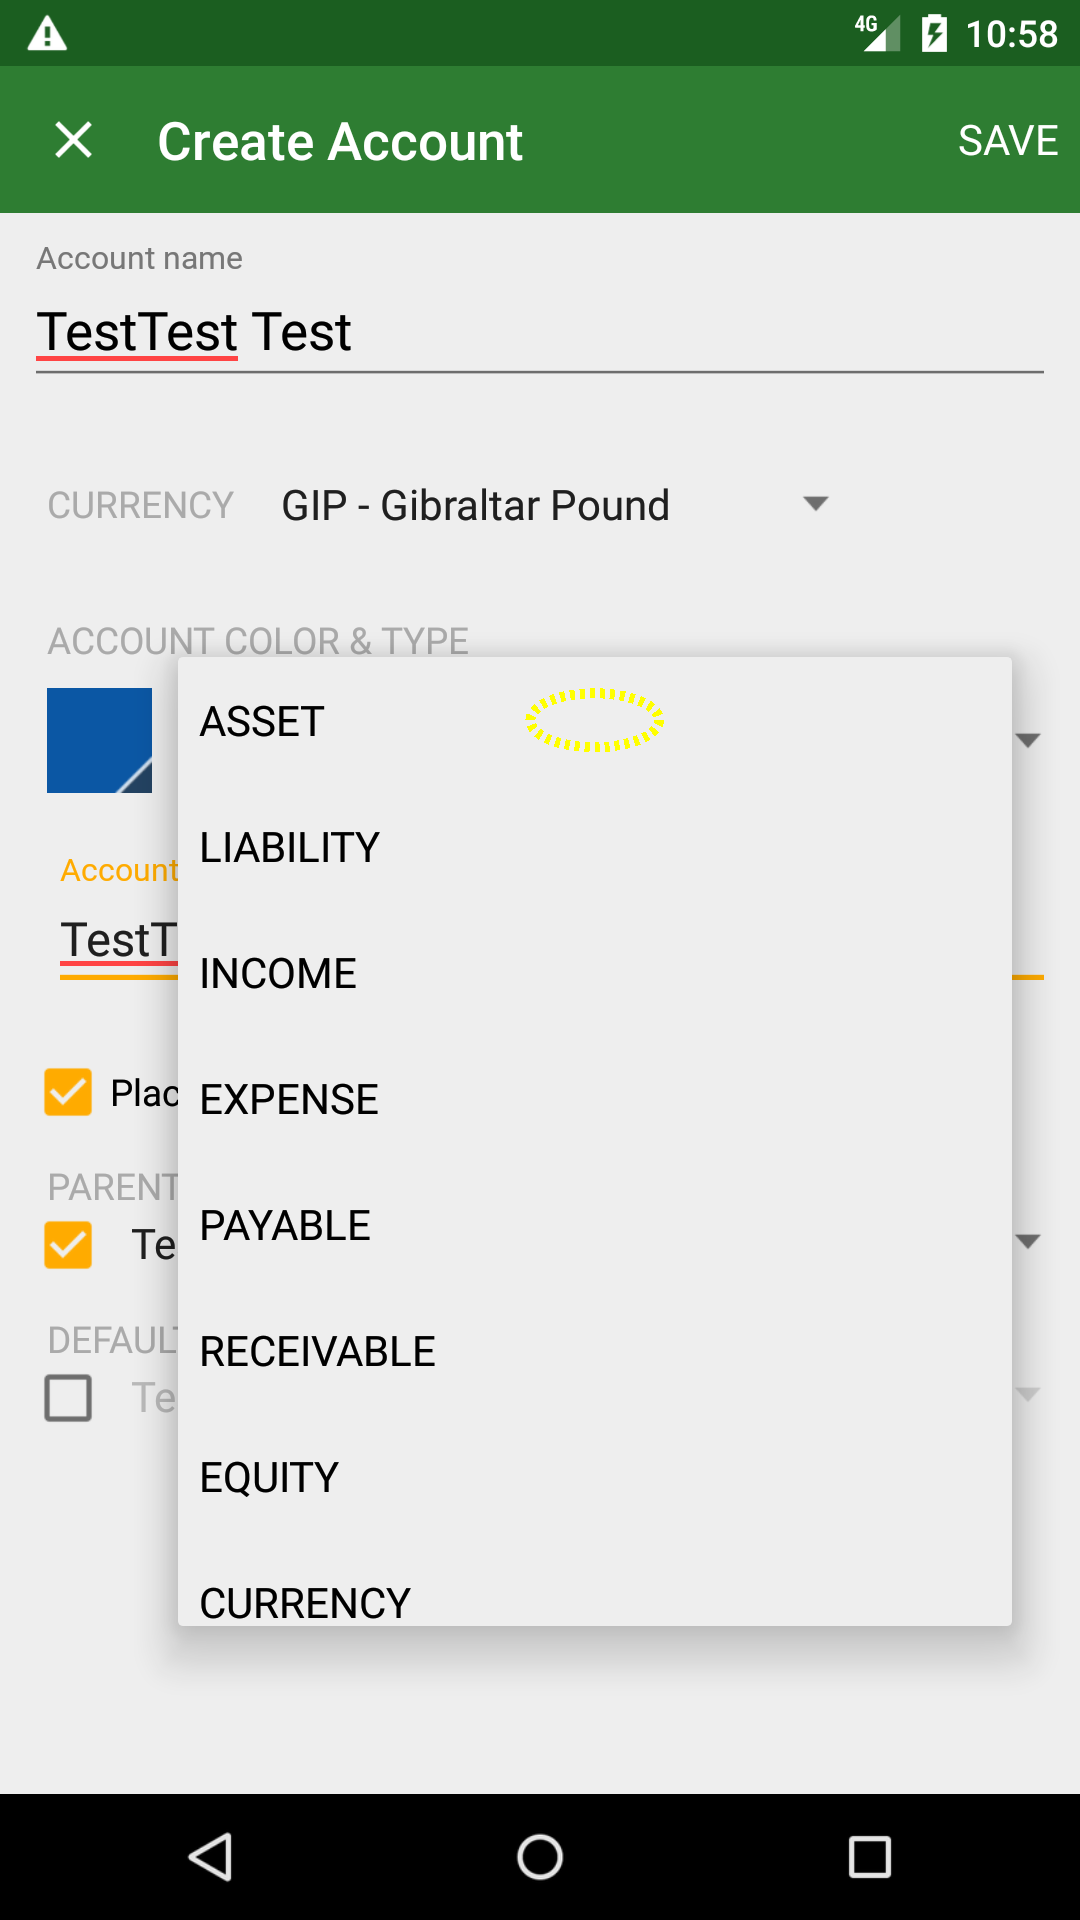 4G 10:58
Create Account SAVE
Account name
TestTest Test
CURRENCY GIP - Gibraltar Pound
ACCOUNT COLOR & TYPE
ASSET
LIABILITY
Account
TestT
INCOME
Plac
EXPENSE
PARENT
Te
PAYABLE
DEFAUL
Te
RECEIVABLE
EQUITY
CURRENCY